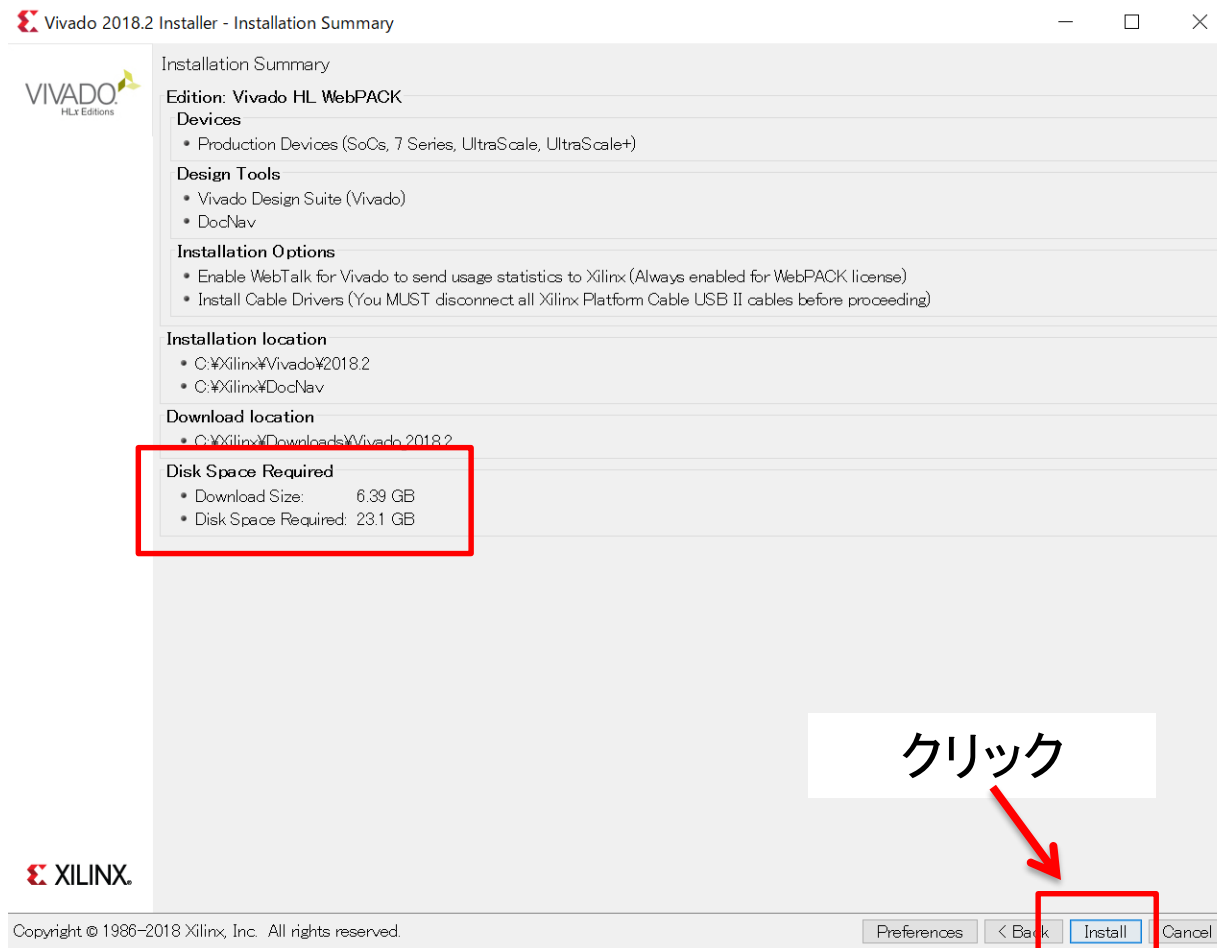 Vivado 2018.2 Installer - Installation Summary
VIVADO.
HLx Editions
Installation Summary
Edition: Vivado HL WebPACK
Devices
• Production Devices (SoCs, 7 Series, UltraScale, UltraScale+)
Design Tools
• Vivado Design Suite (Vivado)
• DocNav
Installation Options
• Enable WebTalk for Vivado to send usage statistics to Xilinx (Always enabled for WebPACK license)
• Install Cable Drivers (You MUST disconnect all Xilinx Platform Cable USB II cables before proceeding)
Installation location
• C:¥Xilinx¥Vivado¥2018.2
• C:¥Xilinx¥DocNav
Download location
• C:¥Xilinx¥Downloads¥Vivado_2018.2
Disk Space Required
• Download Size: 6.39 GB
• Disk Space Required: 23.1 GB
クリック
XILINX®
Copyright © 1986-2018 Xilinx, Inc. All rights reserved.
Preferences < Back Install Cancel